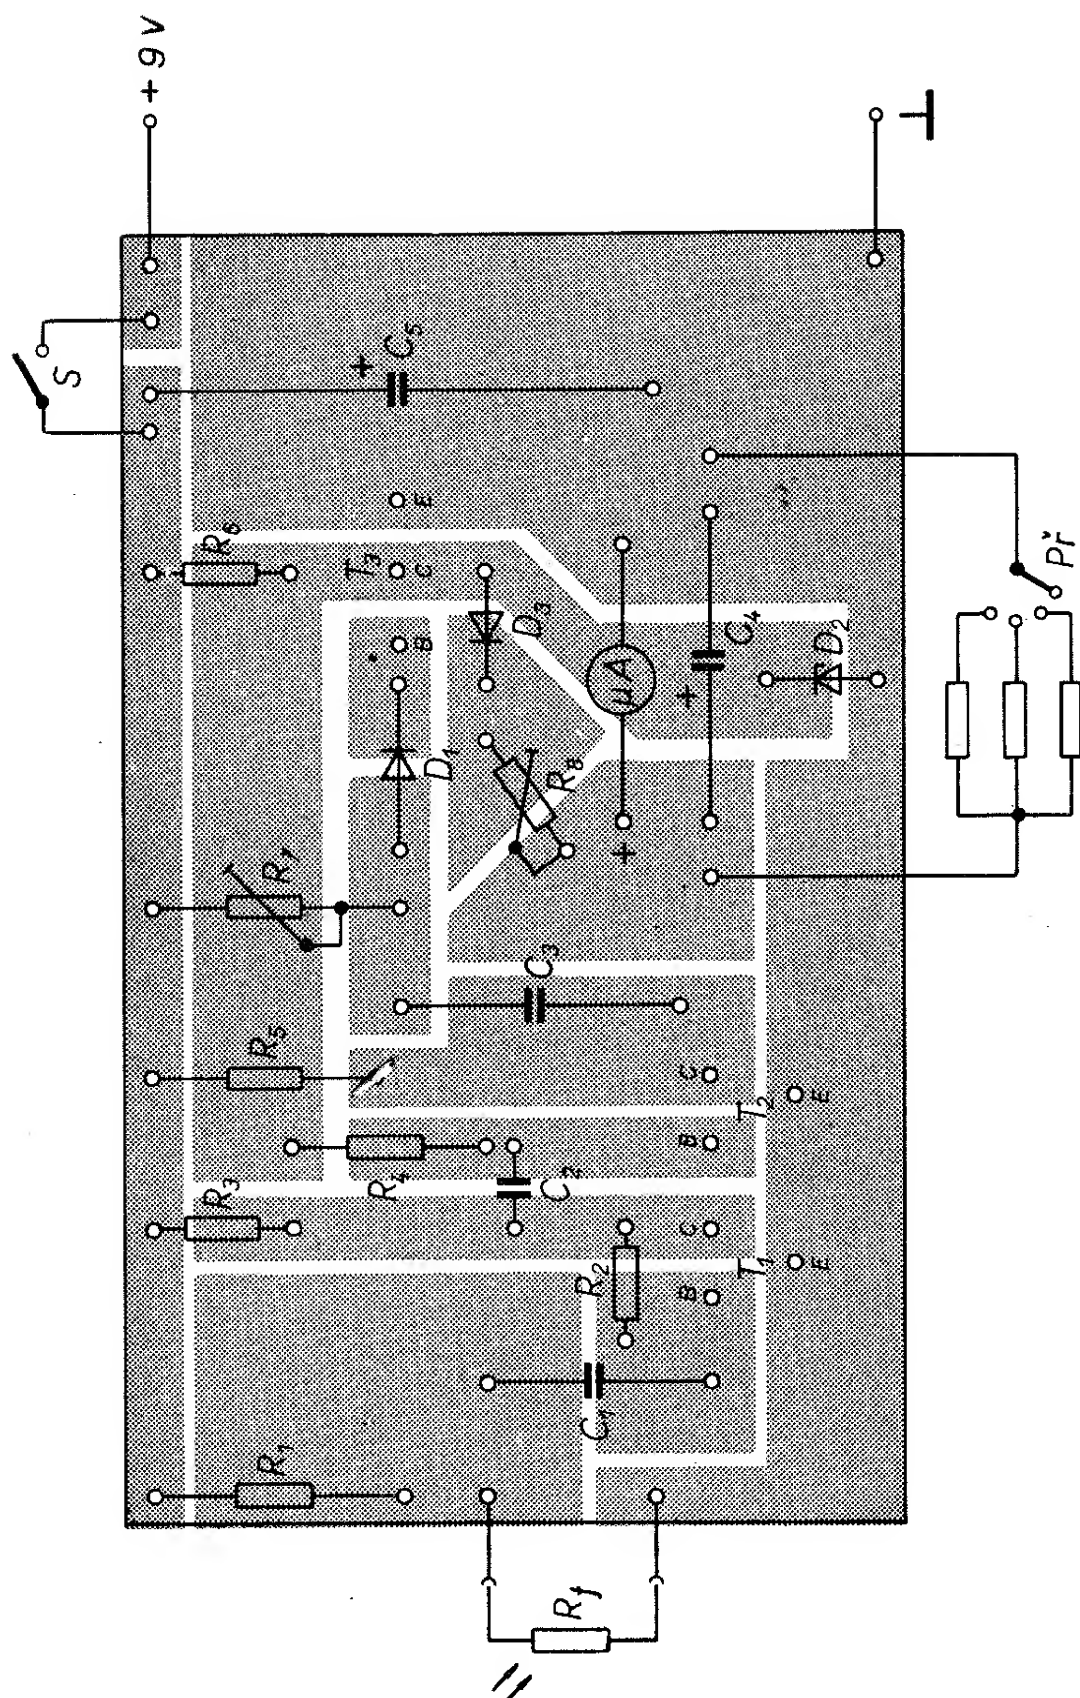 +9V
S
+
C₅
R₆
T₃
E
C
B
D₃
D₁
R₇
R₈
µA
+
C₄
+
D₂
Př
R₅
C₃
R₄
R₃
C₂
C
B
T₂
E
R₂
C
B
T₁
E
C₁
R₁
Rf